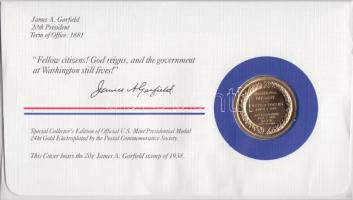 James A. Garfield
20th President
Term of Office: 1881
"Fellow citizens! God reigns, and the government
at Washington still lives!"
James A Garfield
Special Collector's Edition of Official U.S. Mint Presidential Medal
24kt Gold Electroplated by the Postal Commemorative Society.
This Cover bears the 20¢ James A. Garfield stamp of 1938.